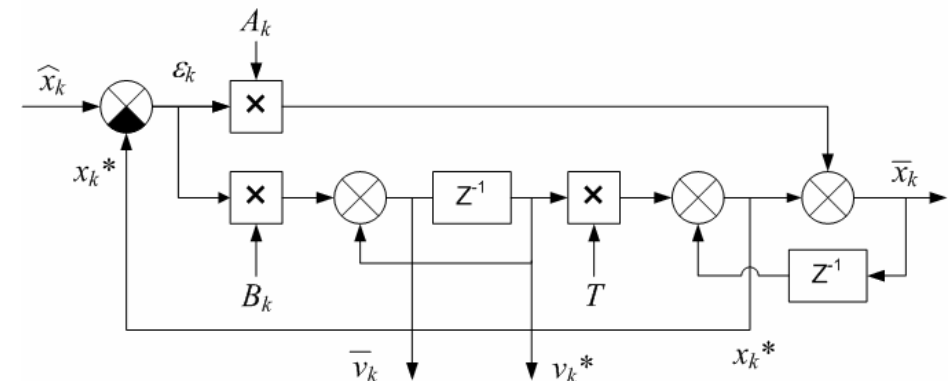 A_k
x̂_k
ε_k
×
x_k*
x̄_k
×
Z⁻¹
×
Z⁻¹
B_k
T
v̄_k
v_k*
x_k*